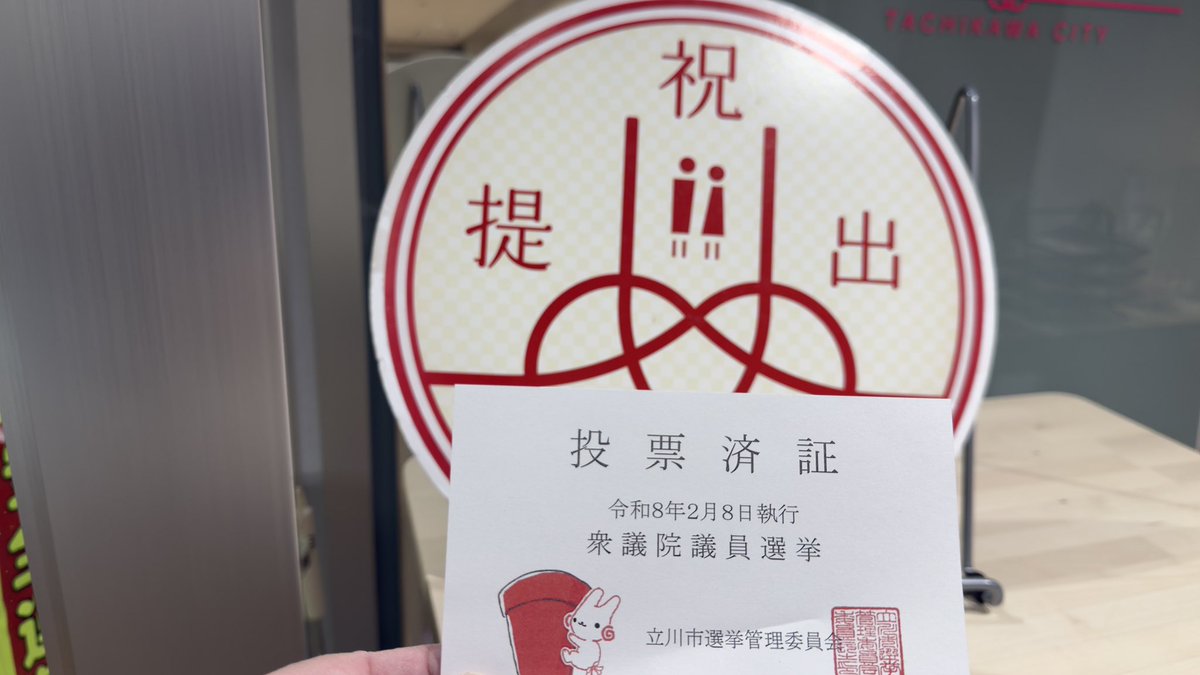 TACHIKAWA CITY
祝
提
出
投票済証
令和8年2月8日執行
衆議院議員選挙
立川市選挙管理委員会